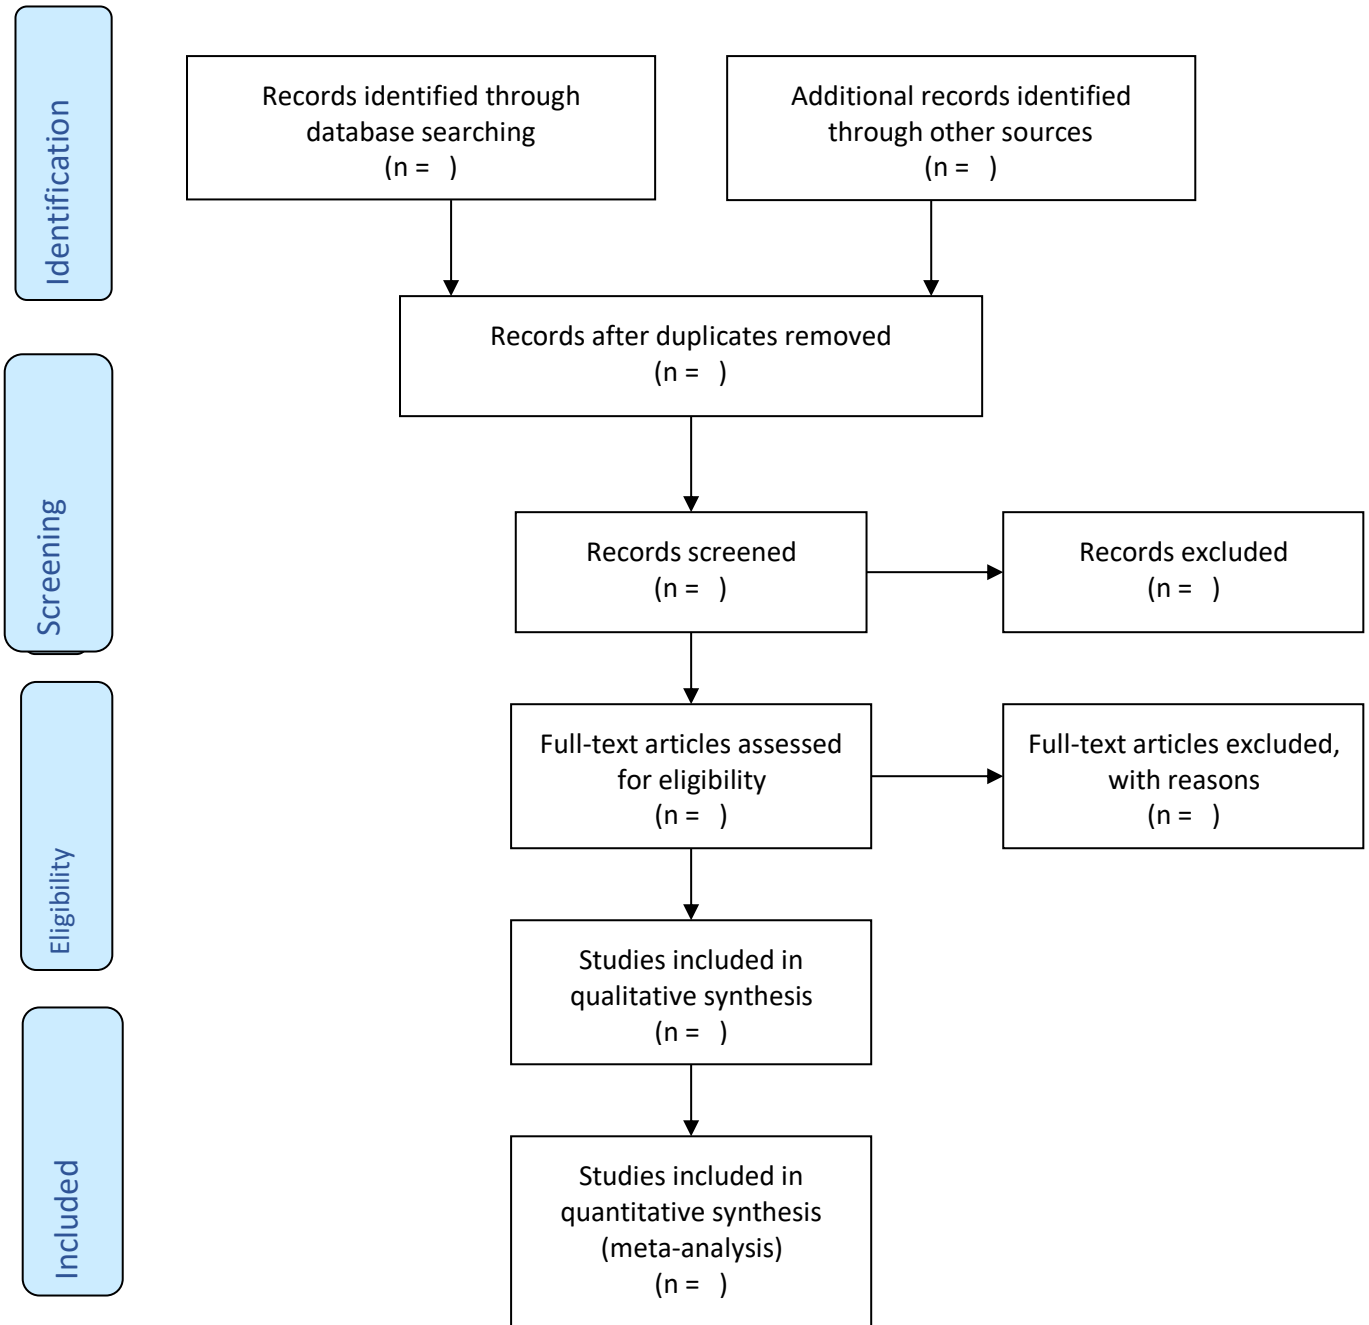 Identification
Records identified through
database searching
(n =   )
Additional records identified
through other sources
(n =   )
Records after duplicates removed
(n =   )
Screening
Records screened
(n =   )
Records excluded
(n =   )
Eligibility
Full-text articles assessed
for eligibility
(n =   )
Full-text articles excluded,
with reasons
(n =   )
Studies included in
qualitative synthesis
(n =   )
Included
Studies included in
quantitative synthesis
(meta-analysis)
(n =   )